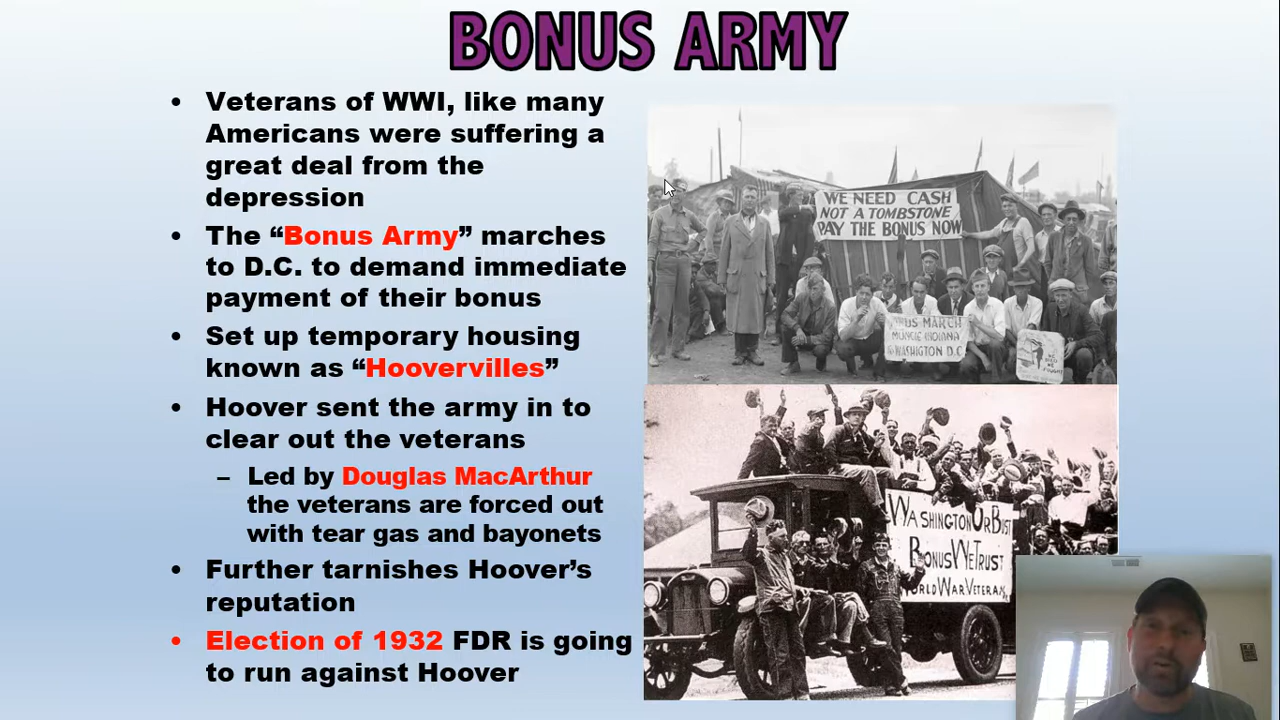 BONUS ARMY
• Veterans of WWI, like many
Americans were suffering a
great deal from the
depression
• The “Bonus Army” marches
to D.C. to demand immediate
payment of their bonus
• Set up temporary housing
known as “Hoovervilles”
• Hoover sent the army in to
clear out the veterans
– Led by Douglas MacArthur
the veterans are forced out
with tear gas and bayonets
• Further tarnishes Hoover’s
reputation
• Election of 1932 FDR is going
to run against Hoover
WE NEED CASH
NOT A TOMBSTONE
PAY THE BONUS NOW
MARCH
INDIANA
WASHINGTON D.C
WASHINGTON OR BUST
BONUS WE TRUST
WORLD WAR VETERANS